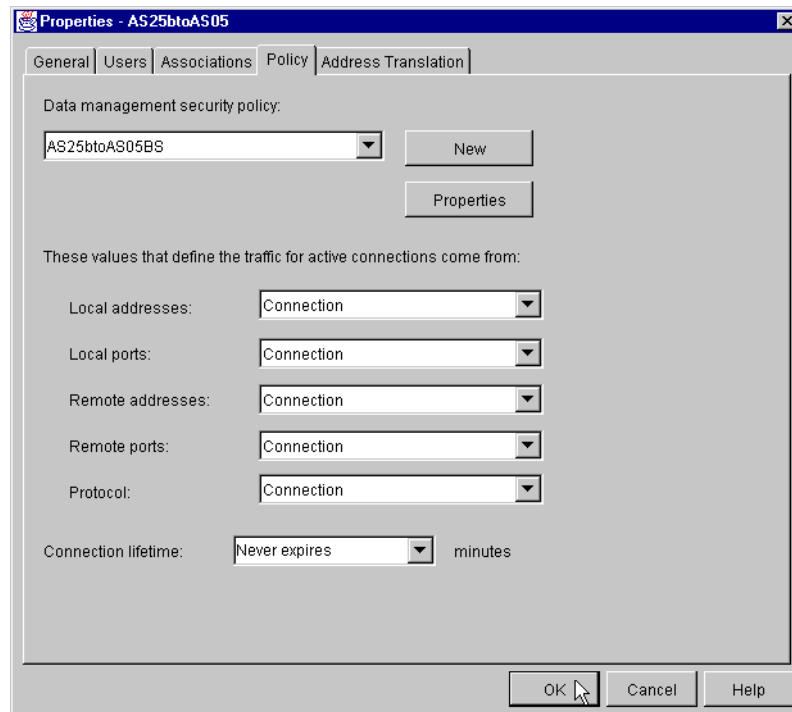 Properties - AS25btoAS05
General Users Associations Policy Address Translation
Data management security policy:
AS25btoAS05BS New
Properties
These values that define the traffic for active connections come from:
Local addresses: Connection
Local ports: Connection
Remote addresses: Connection
Remote ports: Connection
Protocol: Connection
Connection lifetime: Never expires minutes
OK Cancel Help